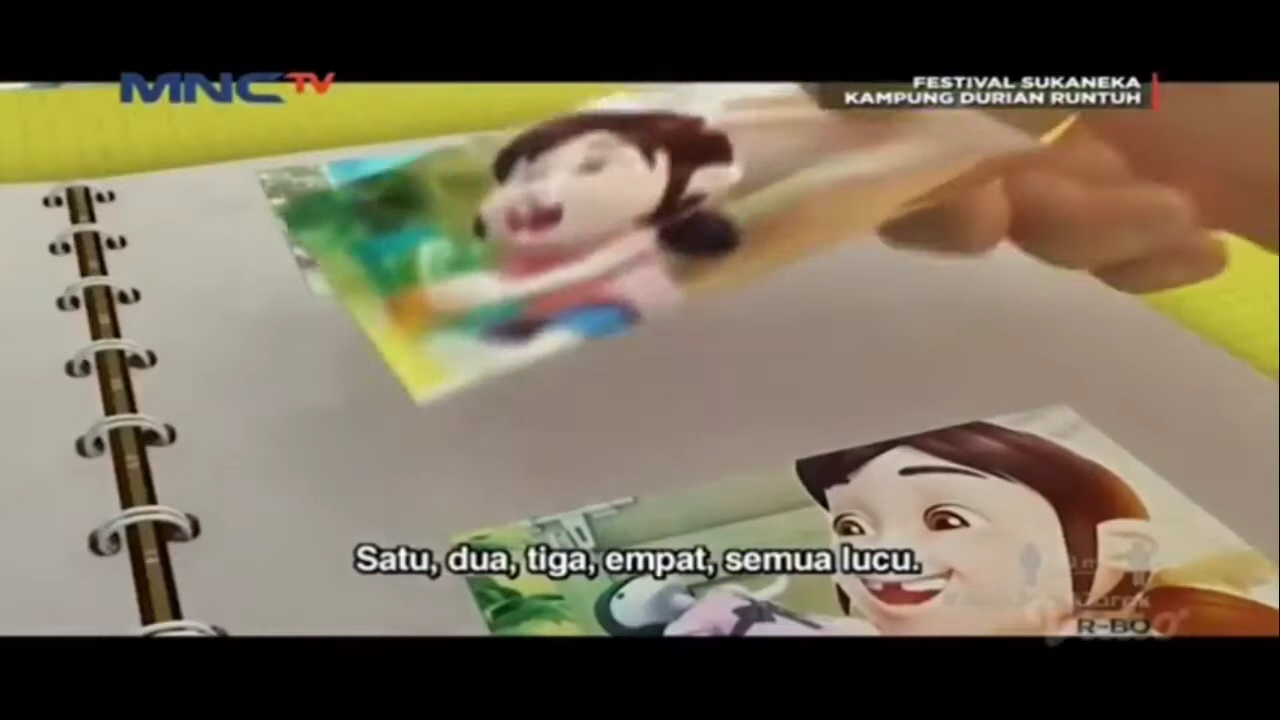 MNCTV
FESTIVAL SUKANEKA
KAMPUNG DURIAN RUNTUH
Satu, dua, tiga, empat, semua lucu.
R-BO